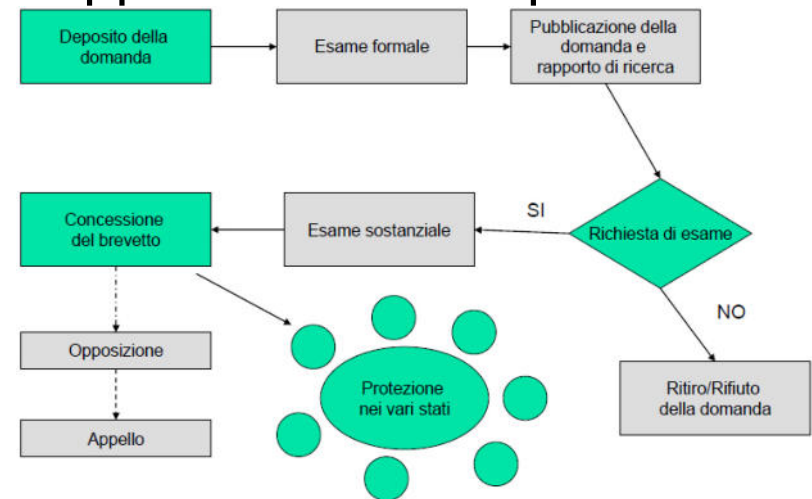 Deposito della
domanda
Esame formale
Pubblicazione della
domanda e
rapporto di ricerca
Concessione
del brevetto
Esame sostanziale
SI
Richiesta di esame
NO
Opposizione
Appello
Protezione
nei vari stati
Ritiro/Rifiuto
della domanda